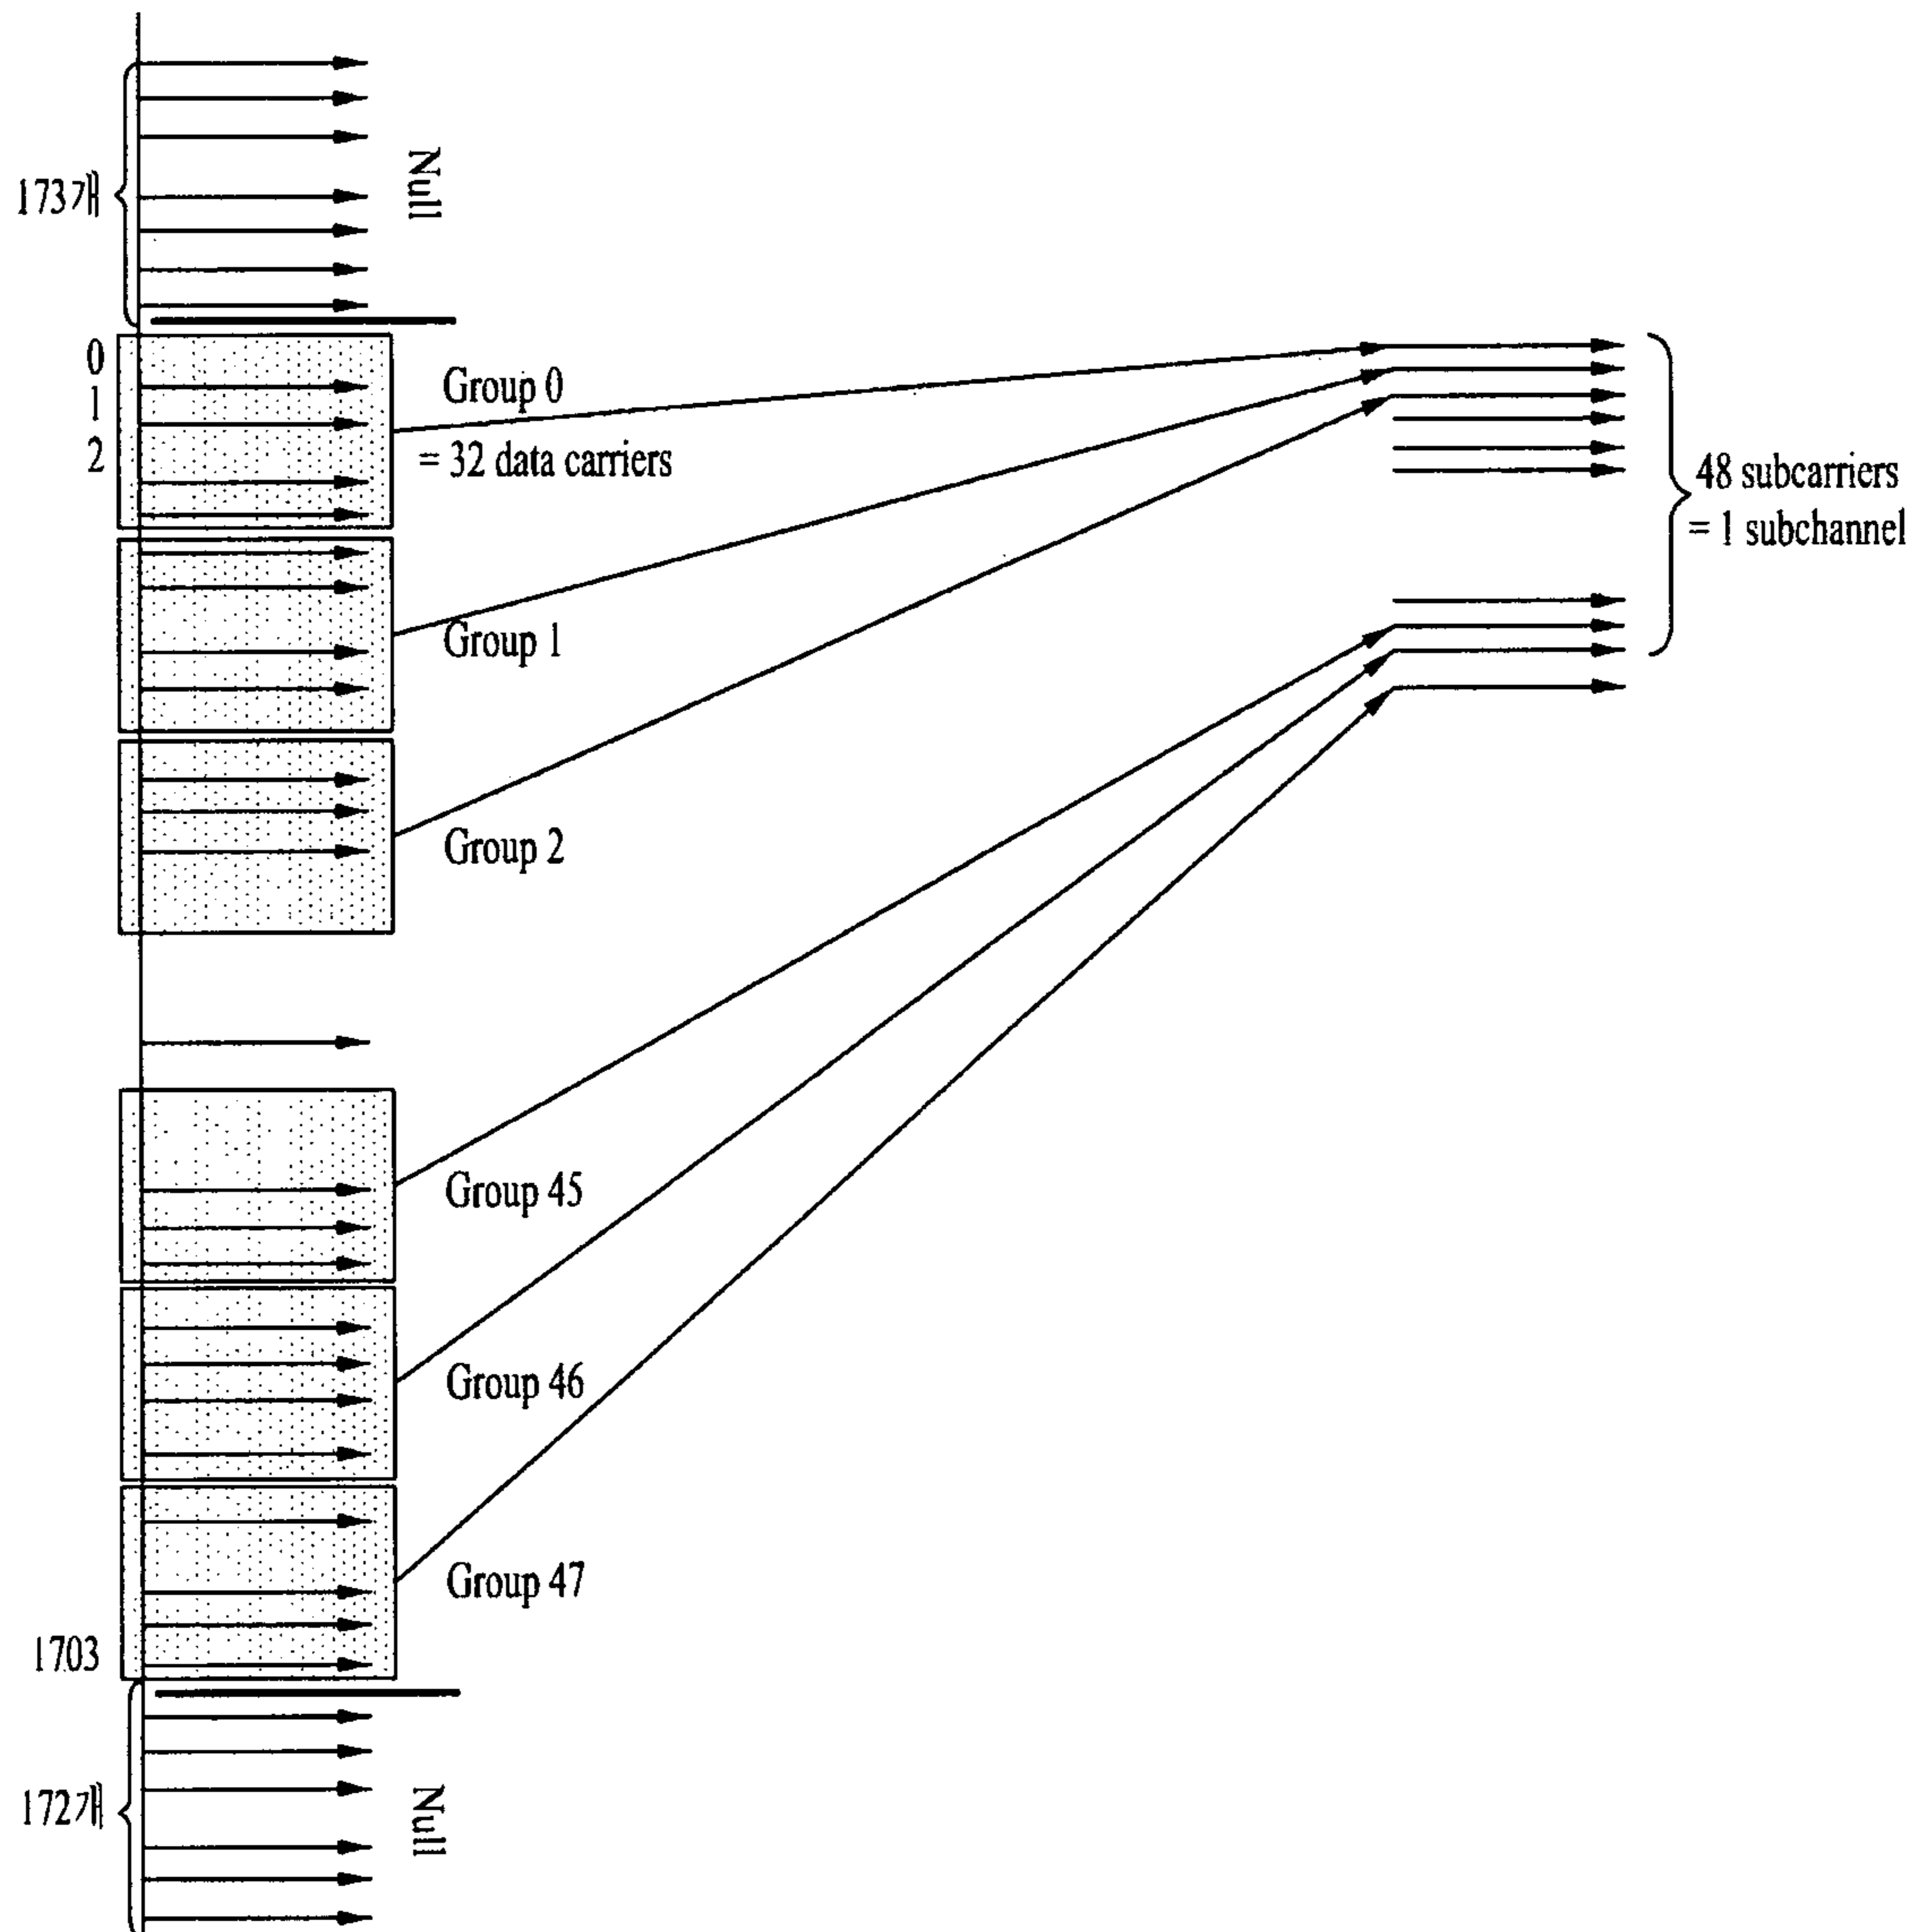 173개
Null
0
1
2
Group 0
= 32 data carriers
48 subcarriers
= 1 subchannel
Group 1
Group 2
Group 45
Group 46
Group 47
1703
172개
Null